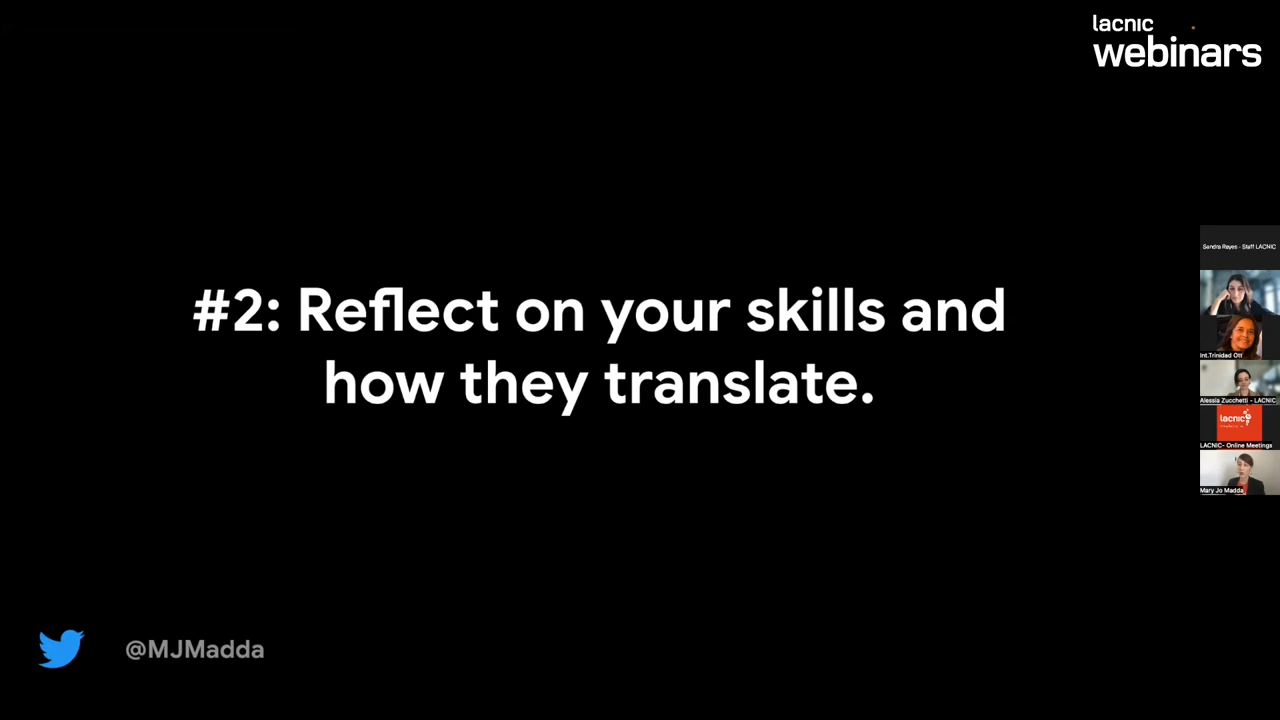 lacnic
webinars
#2: Reflect on your skills and
how they translate.
Sandra Reyes - Staff LACNIC
Int.Trinidad Ott
Alessia Zucchetti - LACNIC
lacnic
LACNIC- Online Meetings
Mary Jo Madda
@MJMadda